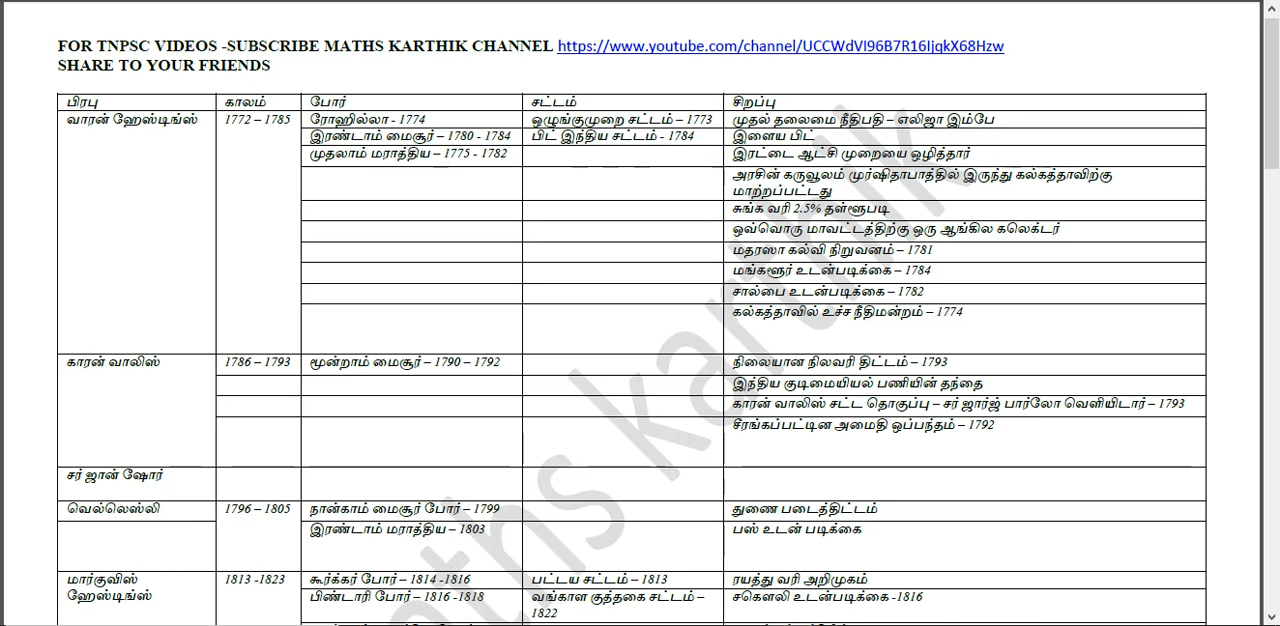 FOR TNPSC VIDEOS -SUBSCRIBE MATHS KARTHIK CHANNEL https://www.youtube.com/channel/UCCWdVI96B7R16IjqkX68Hzw
SHARE TO YOUR FRIENDS
பிரபு காலம் போர் சட்டம் சிறப்பு
வாரன் ஹேஸ்டிங்ஸ் 1772 – 1785 ரோஹில்லா - 1774 ஒழுங்குமுறை சட்டம் – 1773 முதல் தலைமை நீதிபதி – எலிஜா இம்பே
இரண்டாம் மைசூர் – 1780 - 1784 பிட் இந்திய சட்டம் - 1784 இளைய பிட்
முதலாம் மராத்திய – 1775 - 1782 இரட்டை ஆட்சி முறையை ஒழித்தார்
அரசின் கருவூலம் முர்ஷிதாபாத்தில் இருந்து கல்கத்தாவிற்கு
மாற்றப்பட்டது
சுங்க வரி 2.5% தள்ளுபடி
ஒவ்வொரு மாவட்டத்திற்கு ஒரு ஆங்கில கலெக்டர்
மதரஸா கல்வி நிறுவனம் – 1781
மங்களூர் உடன்படிக்கை – 1784
சால்பை உடன்படிக்கை – 1782
கல்கத்தாவில் உச்ச நீதிமன்றம் – 1774
காரன் வாலிஸ் 1786 – 1793 மூன்றாம் மைசூர் – 1790 – 1792 நிலையான நிலவரி திட்டம் – 1793
இந்திய குடிமையியல் பணியின் தந்தை
காரன் வாலிஸ் சட்ட தொகுப்பு – சர் ஜார்ஜ் பார்லோ வெளியிடார் – 1793
சீரங்கப்பட்டின அமைதி ஒப்பந்தம் – 1792
சர் ஜான் ஷோர்
வெல்லெஸ்லி 1796 – 1805 நான்காம் மைசூர் போர் – 1799 துணை படைத்திட்டம்
இரண்டாம் மராத்திய – 1803 பஸ் உடன் படிக்கை
மார்குவிஸ் 1813 -1823 கூர்க்கர் போர் – 1814 -1816 பட்டய சட்டம் – 1813 ரயத்து வரி அறிமுகம்
ஹேஸ்டிங்ஸ் பிண்டாரி போர் – 1816 -1818 வங்காள குத்தகை சட்டம் – சகௌலி உடன்படிக்கை -1816
1822
maths karthik